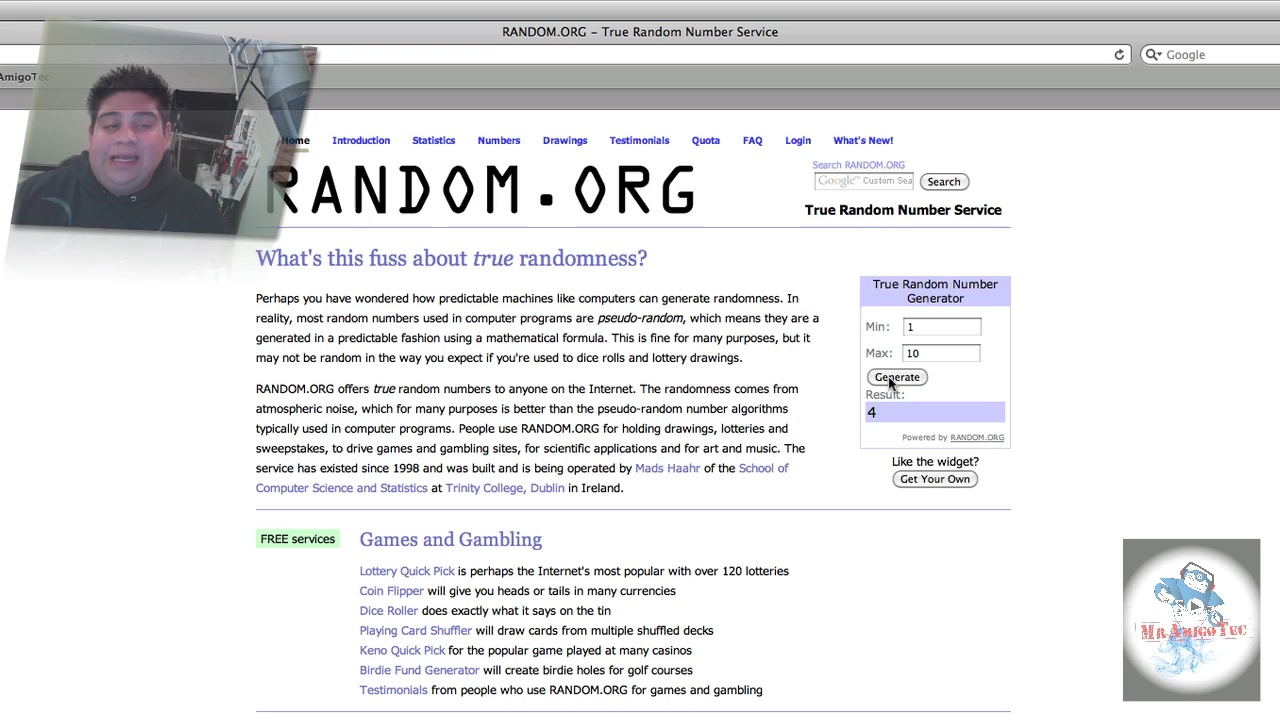 RANDOM.ORG – True Random Number Service
Google
AmigoTec
Home Introduction Statistics Numbers Drawings Testimonials Quota FAQ Login What's New!
Search RANDOM.ORG
Google™ Custom Sea Search
RANDOM.ORG
True Random Number Service
What's this fuss about true randomness?
Perhaps you have wondered how predictable machines like computers can generate randomness. In
reality, most random numbers used in computer programs are pseudo-random, which means they are a
generated in a predictable fashion using a mathematical formula. This is fine for many purposes, but it
may not be random in the way you expect if you're used to dice rolls and lottery drawings.
RANDOM.ORG offers true random numbers to anyone on the Internet. The randomness comes from
atmospheric noise, which for many purposes is better than the pseudo-random number algorithms
typically used in computer programs. People use RANDOM.ORG for holding drawings, lotteries and
sweepstakes, to drive games and gambling sites, for scientific applications and for art and music. The
service has existed since 1998 and was built and is being operated by Mads Haahr of the School of
Computer Science and Statistics at Trinity College, Dublin in Ireland.
True Random Number
Generator
Min: 1
Max: 10
Generate
Result:
4
Powered by RANDOM.ORG
Like the widget?
Get Your Own
FREE services
Games and Gambling
Lottery Quick Pick is perhaps the Internet's most popular with over 120 lotteries
Coin Flipper will give you heads or tails in many currencies
Dice Roller does exactly what it says on the tin
Playing Card Shuffler will draw cards from multiple shuffled decks
Keno Quick Pick for the popular game played at many casinos
Birdie Fund Generator will create birdie holes for golf courses
Testimonials from people who use RANDOM.ORG for games and gambling
MR AMIGO TEC